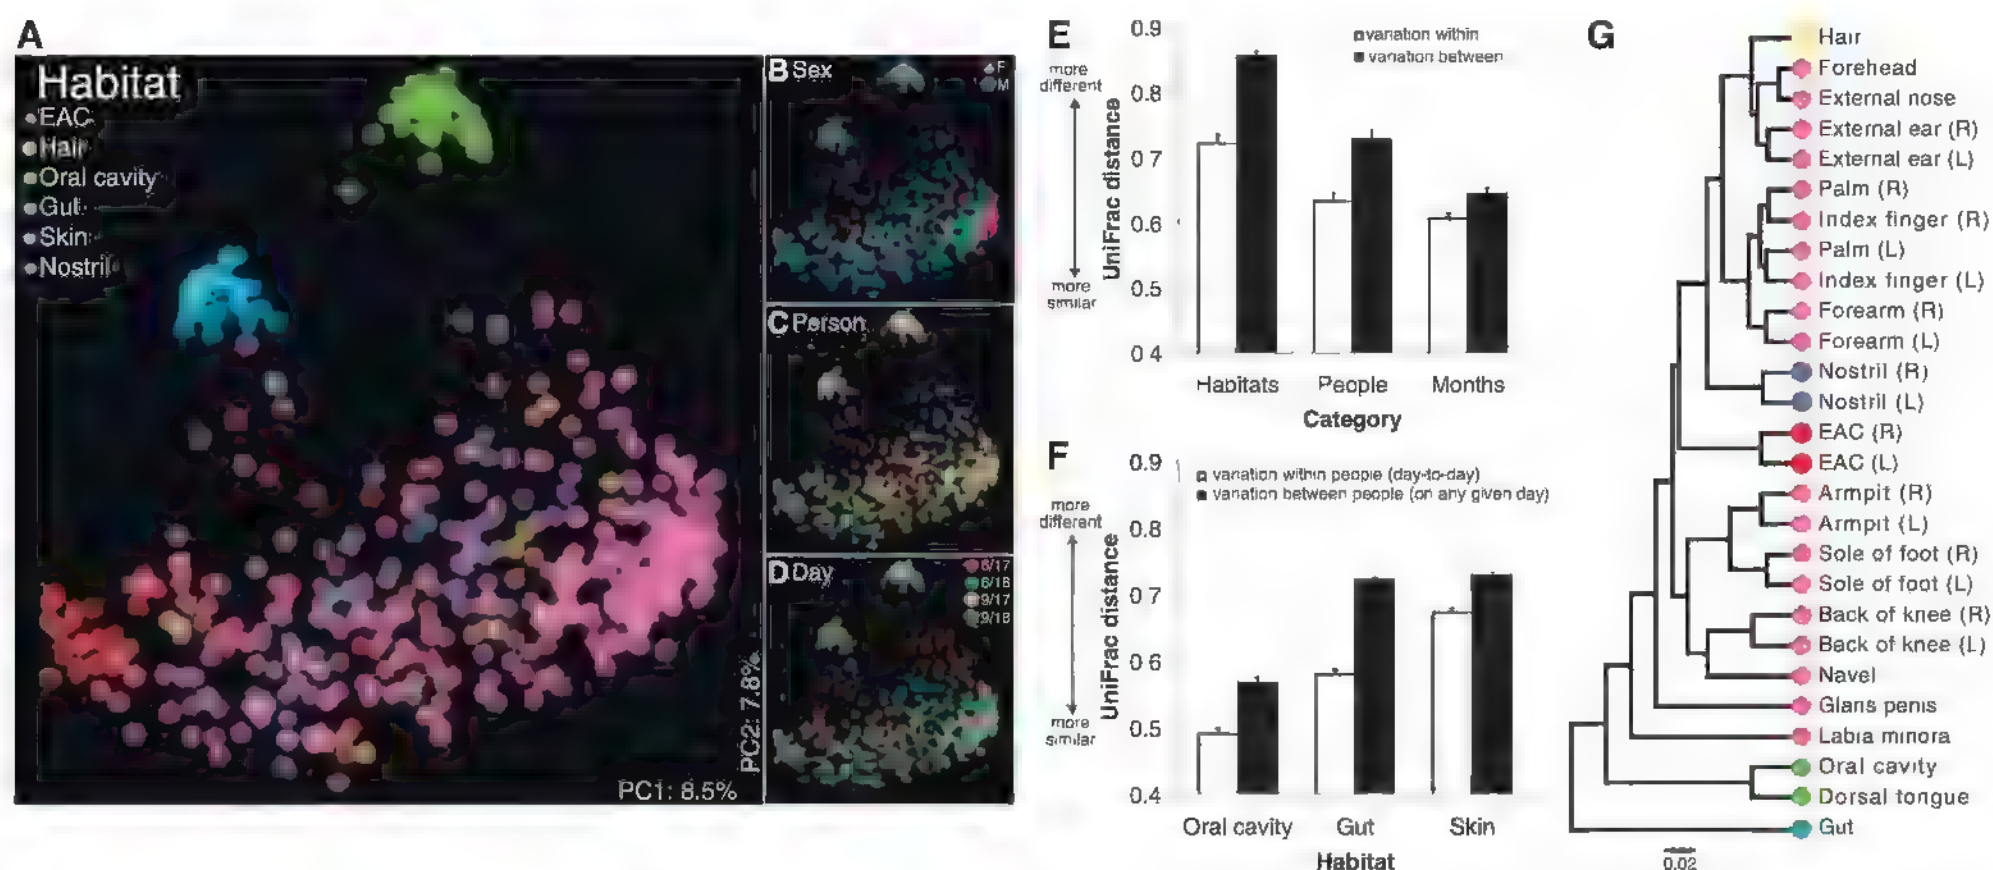 A
Habitat
EAC
Hair
Oral cavity
Gut
Skin
Nostril
PC2: 7.8%
PC1: 8.5%
B Sex
F
M
C Person
D Day
6/17
6/18
9/17
9/18
E
more different
more similar
UniFrac distance
0.9
0.8
0.7
0.6
0.5
0.4
variation within
variation between
Habitats
People
Months
Category
F
more different
more similar
UniFrac distance
0.9
0.8
0.7
0.6
0.5
0.4
variation within people (day-to-day)
variation between people (on any given day)
Oral cavity
Gut
Skin
Habitat
G
Hair
Forehead
External nose
External ear (R)
External ear (L)
Palm (R)
Index finger (R)
Palm (L)
Index finger (L)
Forearm (R)
Forearm (L)
Nostril (R)
Nostril (L)
EAC (R)
EAC (L)
Armpit (R)
Armpit (L)
Sole of foot (R)
Sole of foot (L)
Back of knee (R)
Back of knee (L)
Navel
Glans penis
Labia minora
Oral cavity
Dorsal tongue
Gut
0.02